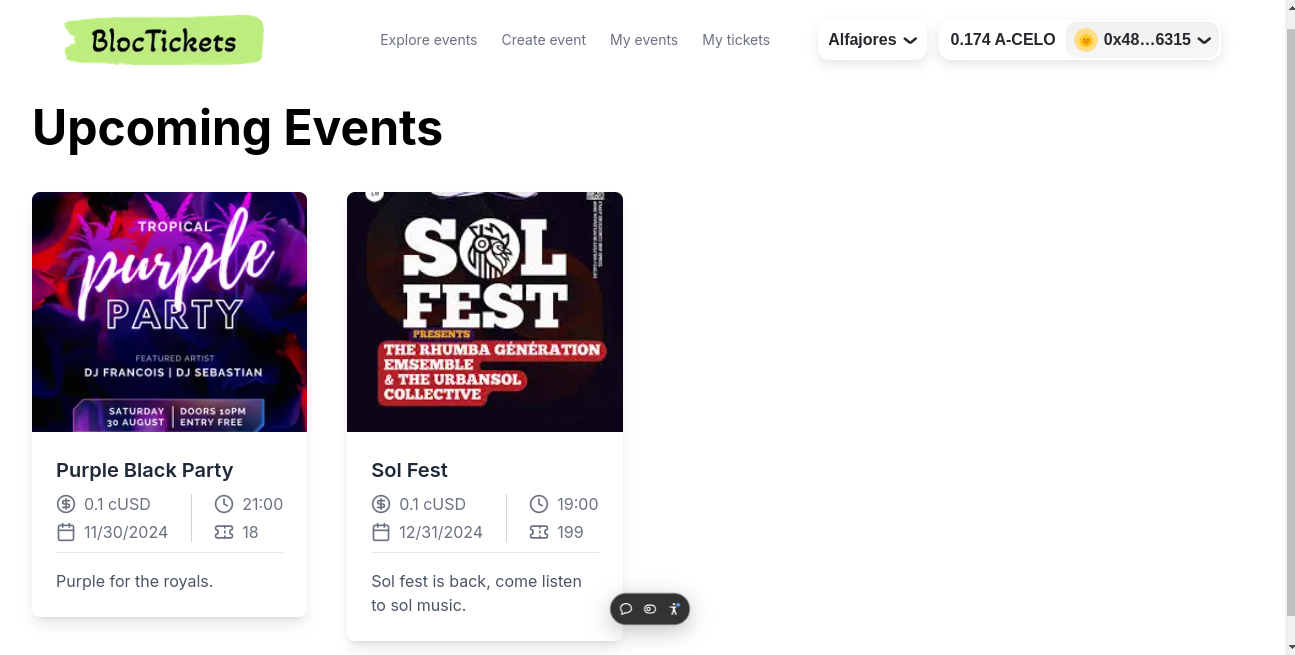 BlocTickets
Explore events
Create event
My events
My tickets
Alfajores
0.174 A-CELO
0x48...6315
Upcoming Events
TROPICAL
purple
PARTY
FEATURED ARTIST
DJ FRANCOIS | DJ SEBASTIAN
SATURDAY | DOORS 10PM
30 AUGUST | ENTRY FREE
Purple Black Party
0.1 cUSD
21:00
11/30/2024
18
Purple for the royals.
SOL
FEST
PRESENTS
THE RHUMBA GÉNÉRATION
EMSEMBLE
& THE URBANSOL
COLLECTIVE
Sol Fest
0.1 cUSD
19:00
12/31/2024
199
Sol fest is back, come listen
to sol music.